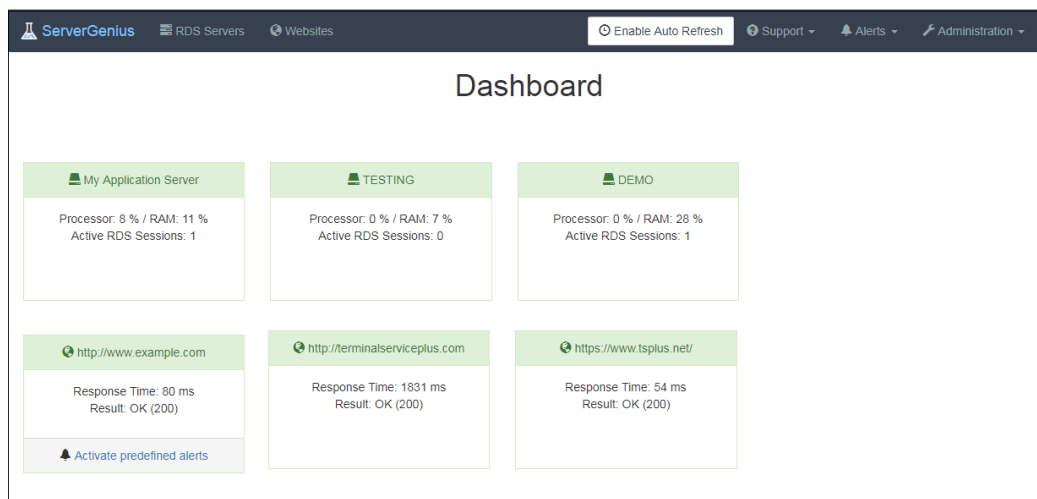 ServerGenius RDS Servers Websites Enable Auto Refresh Support Alerts Administration
Dashboard
My Application Server TESTING DEMO
Processor: 8 % / RAM: 11 % Processor: 0 % / RAM: 7 % Processor: 0 % / RAM: 28 %
Active RDS Sessions: 1 Active RDS Sessions: 0 Active RDS Sessions: 1
http://www.example.com http://terminalserviceplus.com https://www.tsplus.net/
Response Time: 80 ms Response Time: 1831 ms Response Time: 54 ms
Result: OK (200) Result: OK (200) Result: OK (200)
Activate predefined alerts